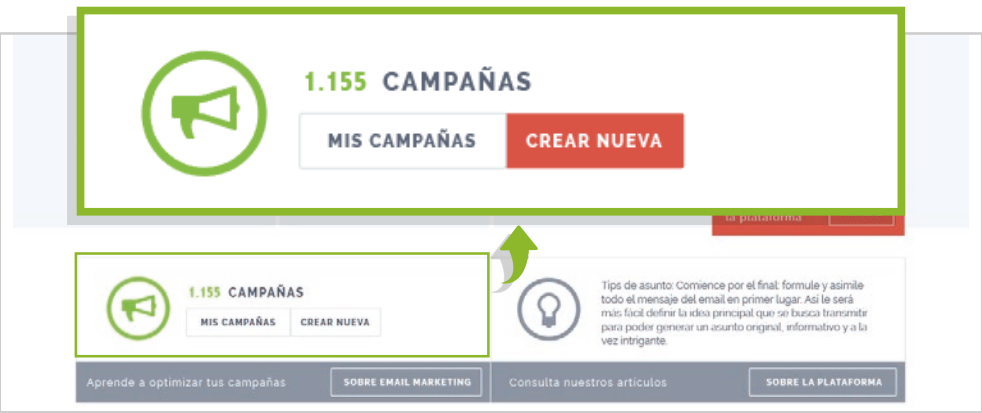 1.155 CAMPAÑAS
MIS CAMPAÑAS
CREAR NUEVA
la plataforma
1.155 CAMPAÑAS
MIS CAMPAÑAS
CREAR NUEVA
Tips de asunto: Comience por el final: formule y asimile
todo el mensaje del email en primer lugar. Así le será
más fácil definir la idea principal que se busca transmitir
para poder generar un asunto original, informativo y a la
vez intrigante.
Aprende a optimizar tus campañas
SOBRE EMAIL MARKETING
Consulta nuestros artículos
SOBRE LA PLATAFORMA